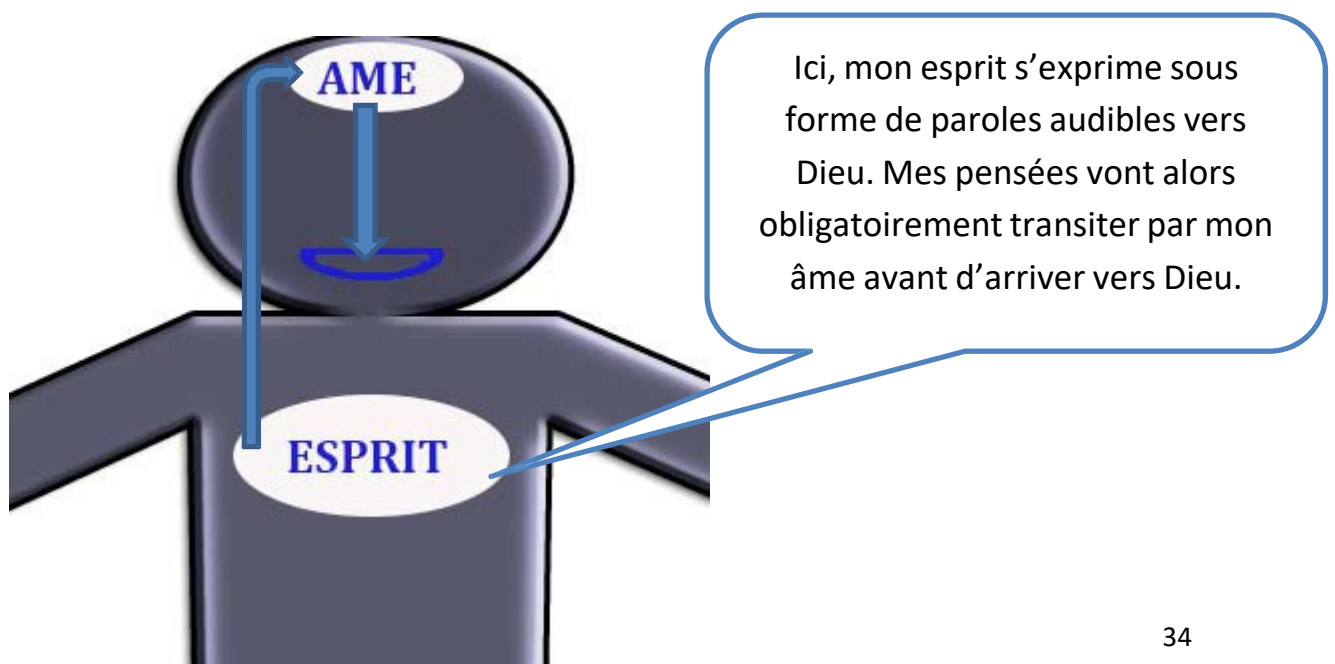 AME
Ici, mon esprit s’exprime sous
forme de paroles audibles vers
Dieu. Mes pensées vont alors
obligatoirement transiter par mon
âme avant d’arriver vers Dieu.
ESPRIT
34